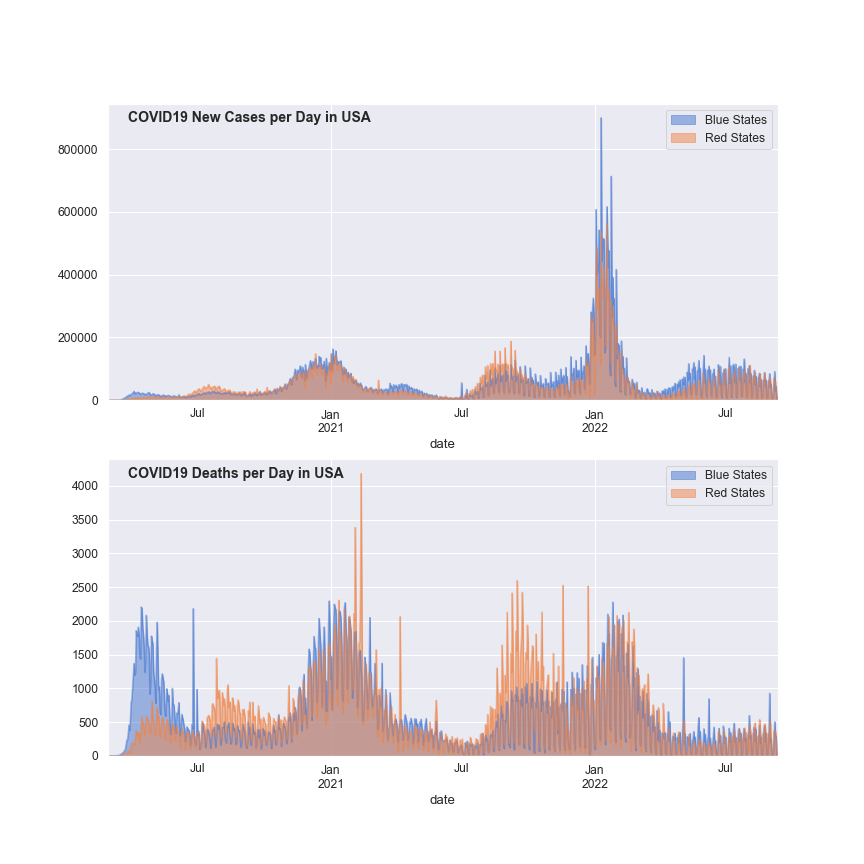 COVID19 New Cases per Day in USA
Blue States
Red States
800000
600000
400000
200000
0
Jul
Jan
2021
Jul
Jan
2022
Jul
date
COVID19 Deaths per Day in USA
Blue States
Red States
4000
3500
3000
2500
2000
1500
1000
500
0
Jul
Jan
2021
Jul
Jan
2022
Jul
date